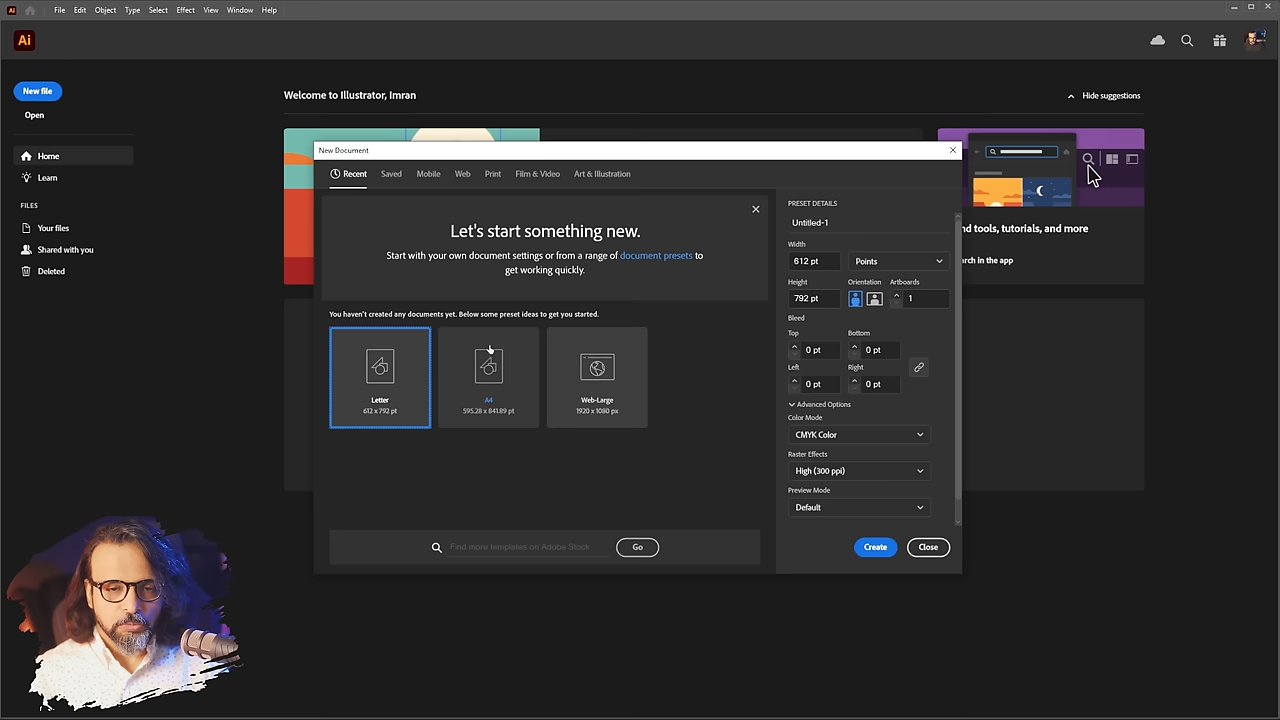 Ai
File Edit Object Type Select Effect View Window Help
Ai
New file
Open
Home
Learn
FILES
Your files
Shared with you
Deleted
Welcome to Illustrator, Imran
Hide suggestions
nd tools, tutorials, and more
arch in the app
New Document
Recent Saved Mobile Web Print Film & Video Art & Illustration
Let's start something new.
Start with your own document settings or from a range of document presets to
get working quickly.
You haven't created any documents yet. Below some preset ideas to get you started.
Letter
612 x 792 pt
A4
595.28 x 841.89 pt
Web-Large
1920 x 1080 px
Find more templates on Adobe Stock
Go
PRESET DETAILS
Untitled-1
Width
612 pt Points
Height Orientation Artboards
792 pt 1
Bleed
Top Bottom
0 pt 0 pt
Left Right
0 pt 0 pt
Advanced Options
Color Mode
CMYK Color
Raster Effects
High (300 ppi)
Preview Mode
Default
Create Close